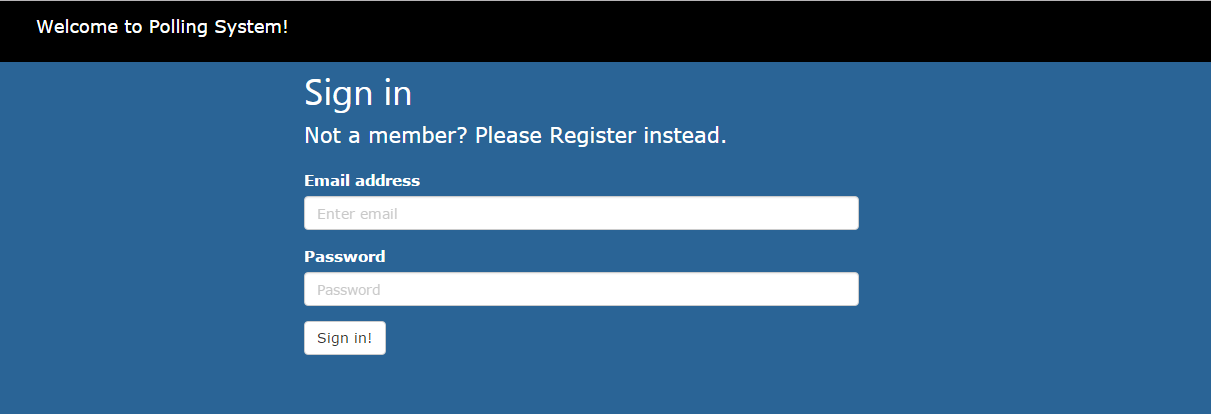 Welcome to Polling System!
Sign in
Not a member? Please Register instead.
Email address
Enter email
Password
Password
Sign in!